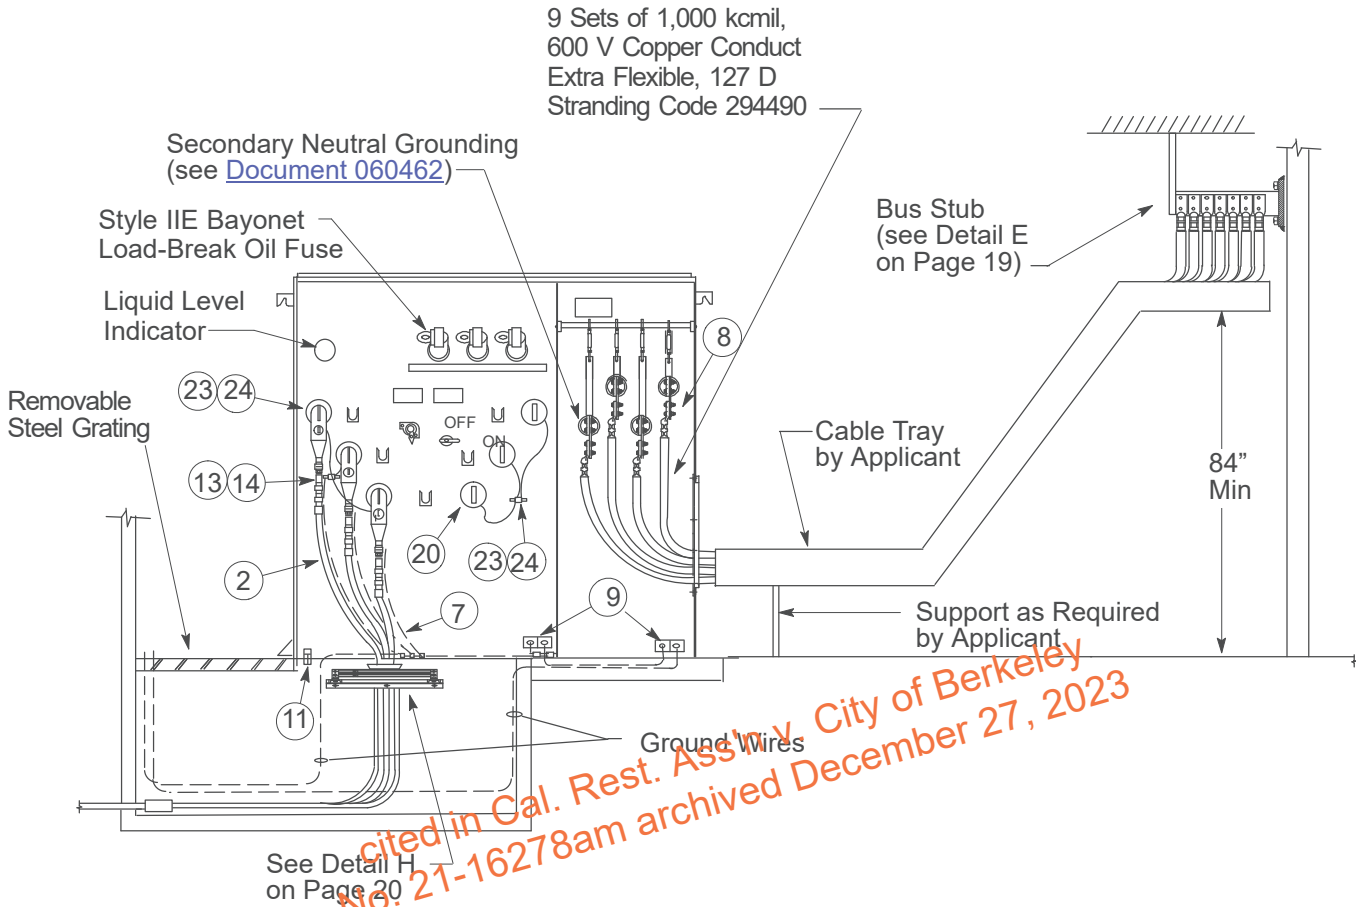 9 Sets of 1,000 kcmil,
600 V Copper Conduct
Extra Flexible, 127 D
Stranding Code 294490
Secondary Neutral Grounding
(see Document 060462)
Style IIE Bayonet
Load-Break Oil Fuse
Bus Stub
(see Detail E
on Page 19)
Liquid Level
Indicator
8
23 24
Removable
Steel Grating
OFF
ON
Cable Tray
by Applicant
84”
Min
13 14
20
23 24
2
7
9
Support as Required
by Applicant
11
Ground Wires
See Detail H
on Page 20
cited in Cal. Rest. Ass'n v. City of Berkeley
No. 21-16278am archived December 27, 2023